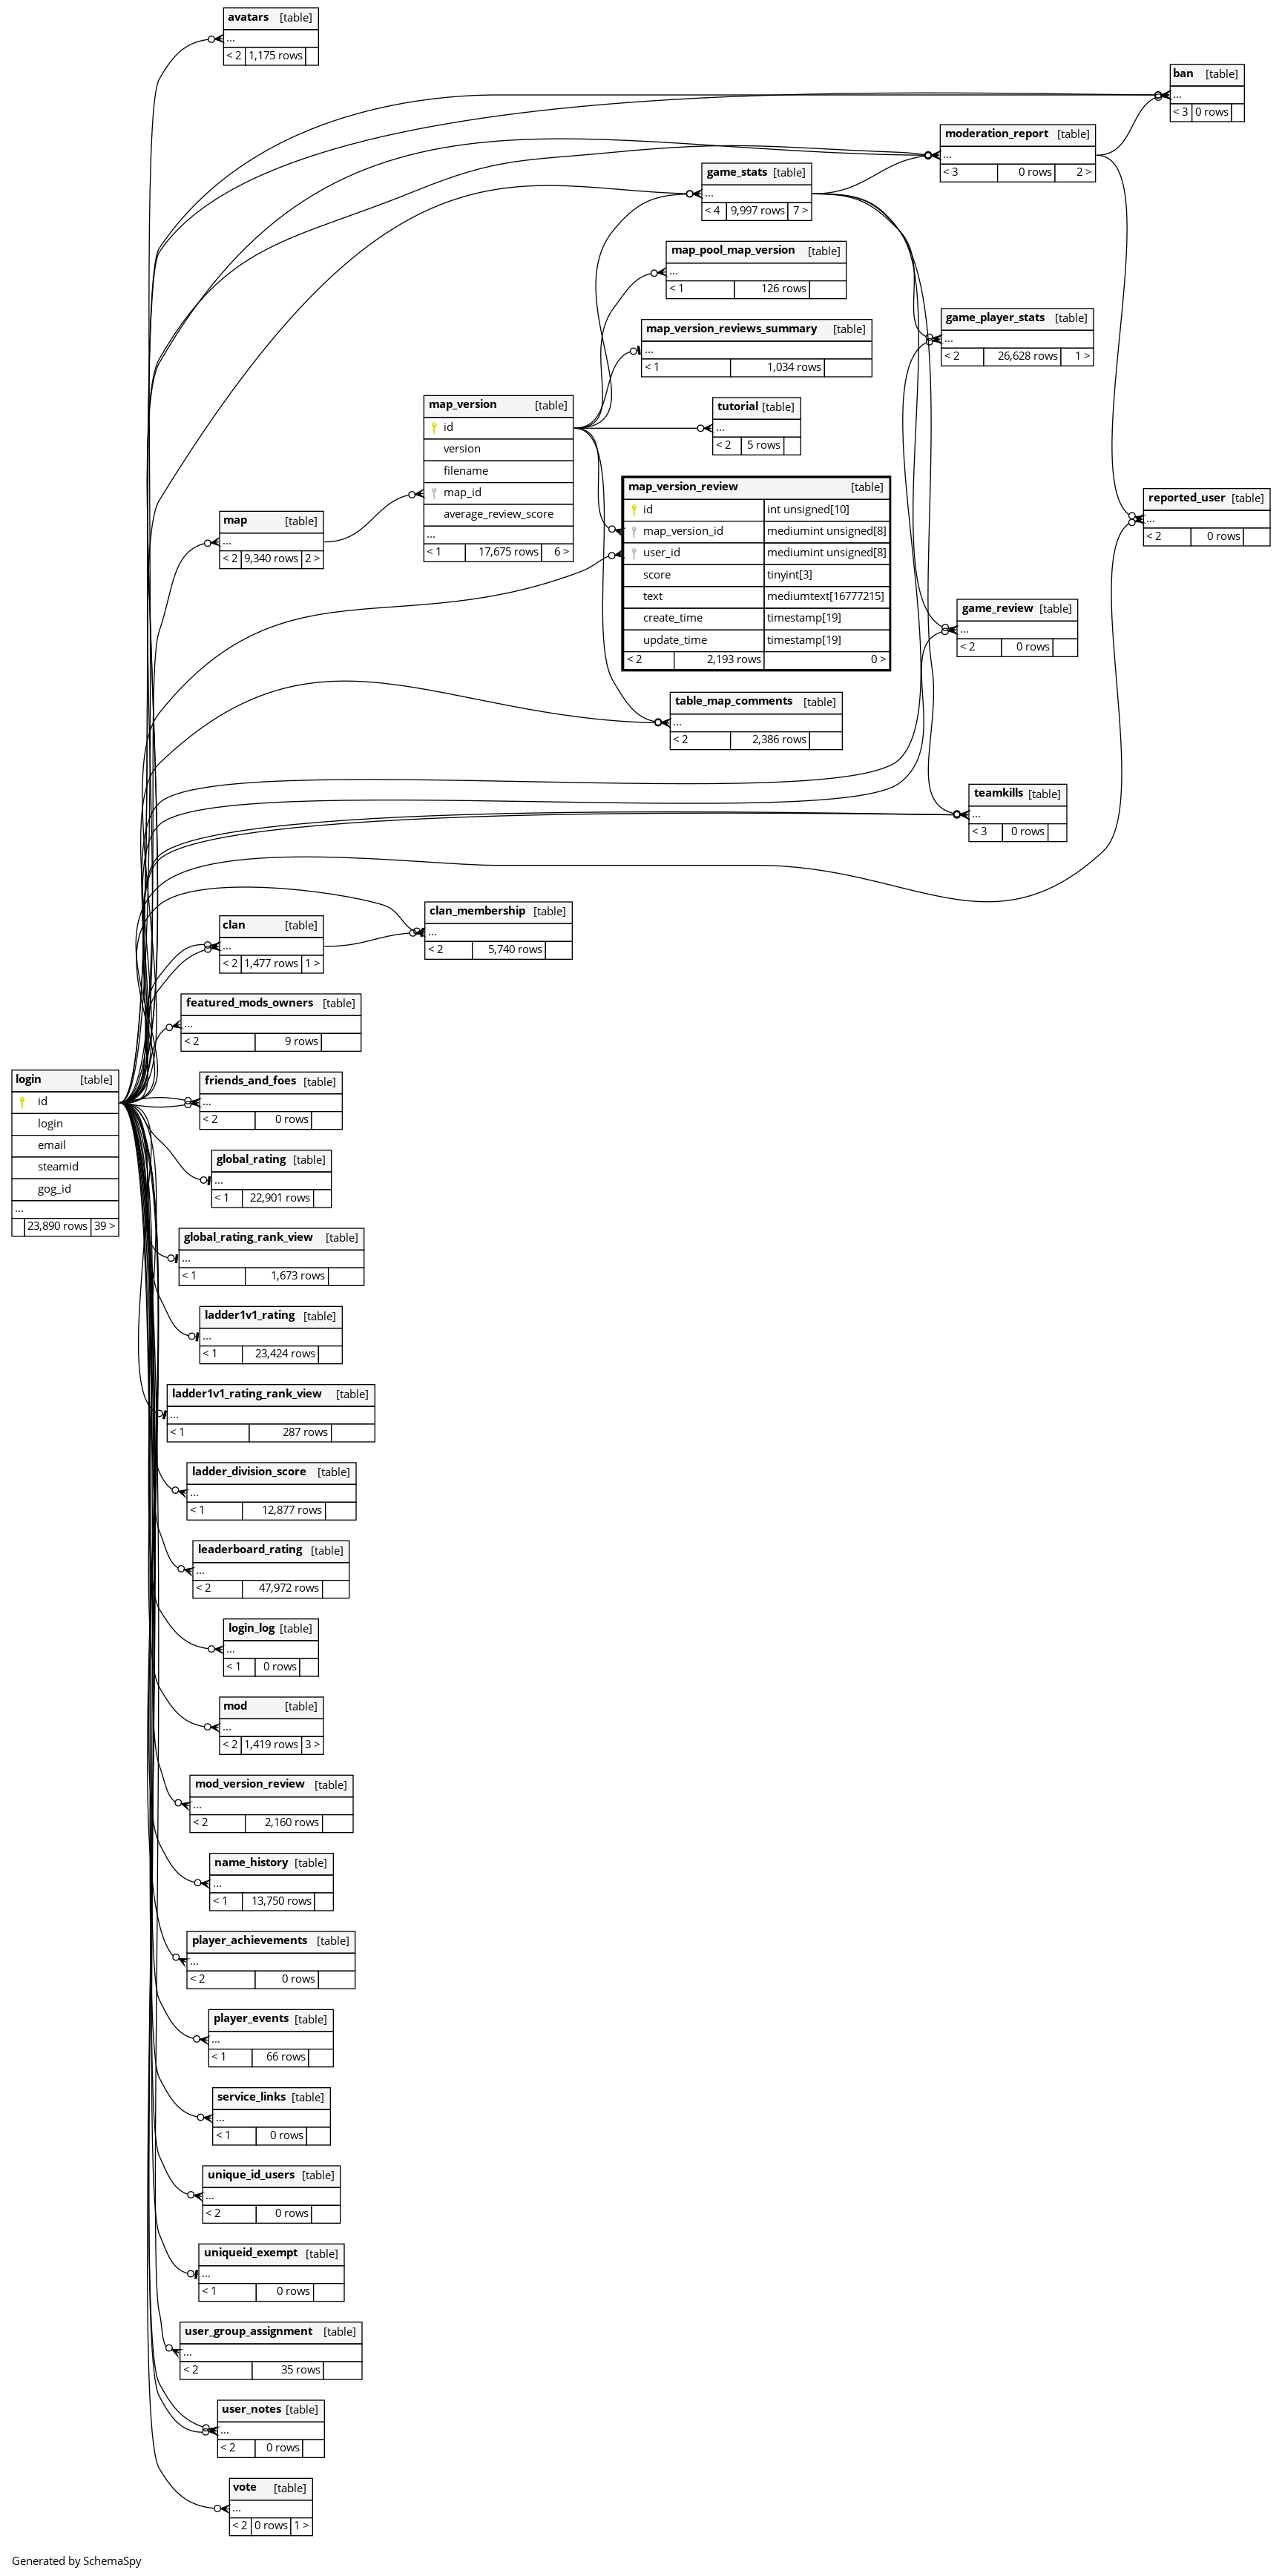 avatars [table]
...
< 2 1,175 rows
ban [table]
...
< 3 0 rows
moderation_report [table]
...
< 3 0 rows 2 >
game_stats [table]
...
< 4 9,997 rows 7 >
map_pool_map_version [table]
...
< 1 126 rows
game_player_stats [table]
...
< 2 26,628 rows 1 >
map_version_reviews_summary [table]
...
< 1 1,034 rows
map_version [table]
id
version
filename
map_id
average_review_score
...
< 1 17,675 rows 6 >
tutorial [table]
...
< 2 5 rows
map_version_review [table]
id int unsigned[10]
map_version_id mediumint unsigned[8]
user_id mediumint unsigned[8]
score tinyint[3]
text mediumtext[16777215]
create_time timestamp[19]
update_time timestamp[19]
< 2 2,193 rows 0 >
reported_user [table]
...
< 2 0 rows
map [table]
...
< 2 9,340 rows 2 >
game_review [table]
...
< 2 0 rows
table_map_comments [table]
...
< 2 2,386 rows
teamkills [table]
...
< 3 0 rows
clan_membership [table]
...
< 2 5,740 rows
clan [table]
...
< 2 1,477 rows 1 >
featured_mods_owners [table]
...
< 2 9 rows
login [table]
id
login
email
steamid
gog_id
...
23,890 rows 39 >
friends_and_foes [table]
...
< 2 0 rows
global_rating [table]
...
< 1 22,901 rows
global_rating_rank_view [table]
...
< 1 1,673 rows
ladder1v1_rating [table]
...
< 1 23,424 rows
ladder1v1_rating_rank_view [table]
...
< 1 287 rows
ladder_division_score [table]
...
< 1 12,877 rows
leaderboard_rating [table]
...
< 2 47,972 rows
login_log [table]
...
< 1 0 rows
mod [table]
...
< 2 1,419 rows 3 >
mod_version_review [table]
...
< 2 2,160 rows
name_history [table]
...
< 1 13,750 rows
player_achievements [table]
...
< 2 0 rows
player_events [table]
...
< 1 66 rows
service_links [table]
...
< 1 0 rows
unique_id_users [table]
...
< 2 0 rows
uniqueid_exempt [table]
...
< 1 0 rows
user_group_assignment [table]
...
< 2 35 rows
user_notes [table]
...
< 2 0 rows
vote [table]
...
< 2 0 rows 1 >
Generated by SchemaSpy